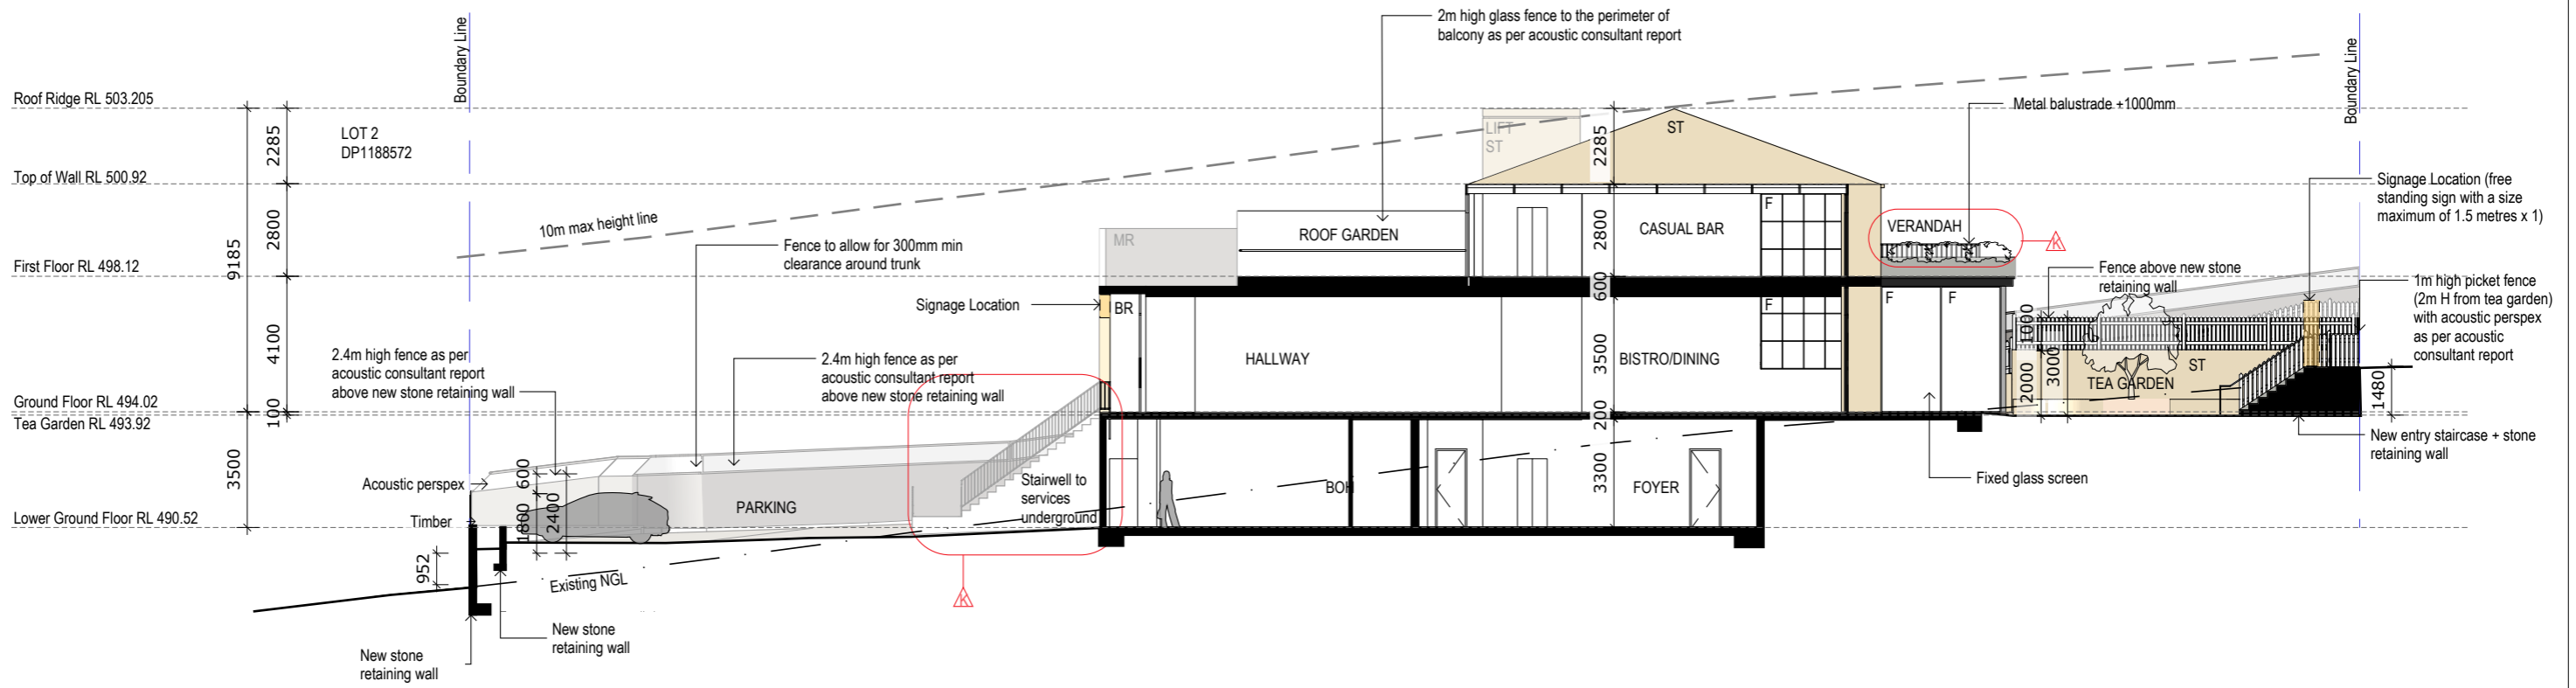 2m high glass fence to the perimeter of
balcony as per acoustic consultant report
Boundary Line
Boundary Line
Roof Ridge RL 503.205
Metal balustrade +1000mm
LOT 2
DP1188572
2285
LIFT
ST
2285
ST
Top of Wall RL 500.92
Signage Location (free
standing sign with a size
maximum of 1.5 metres x 1)
10m max height line
9185
2800
MR
ROOF GARDEN
2800
CASUAL BAR
F
VERANDAH
K
Fence to allow for 300mm min
clearance around trunk
First Floor RL 498.12
Fence above new stone
retaining wall
1m high picket fence
(2m H from tea garden)
with acoustic perspex
as per acoustic
consultant report
600
Signage Location
BR
F
F
F
4100
1000
2.4m high fence as per
acoustic consultant report
above new stone retaining wall
2.4m high fence as per
acoustic consultant report
above new stone retaining wall
HALLWAY
3500
BISTRO/DINING
2000
3000
ST
TEA GARDEN
1480
Ground Floor RL 494.02
100
Tea Garden RL 493.92
200
New entry staircase + stone
retaining wall
3500
Acoustic perspex
600
PARKING
Stairwell to
services
underground
BOH
3300
FOYER
Fixed glass screen
Timber
1800
2400
Lower Ground Floor RL 490.52
952
Existing NGL
K
New stone
retaining wall
New stone
retaining wall